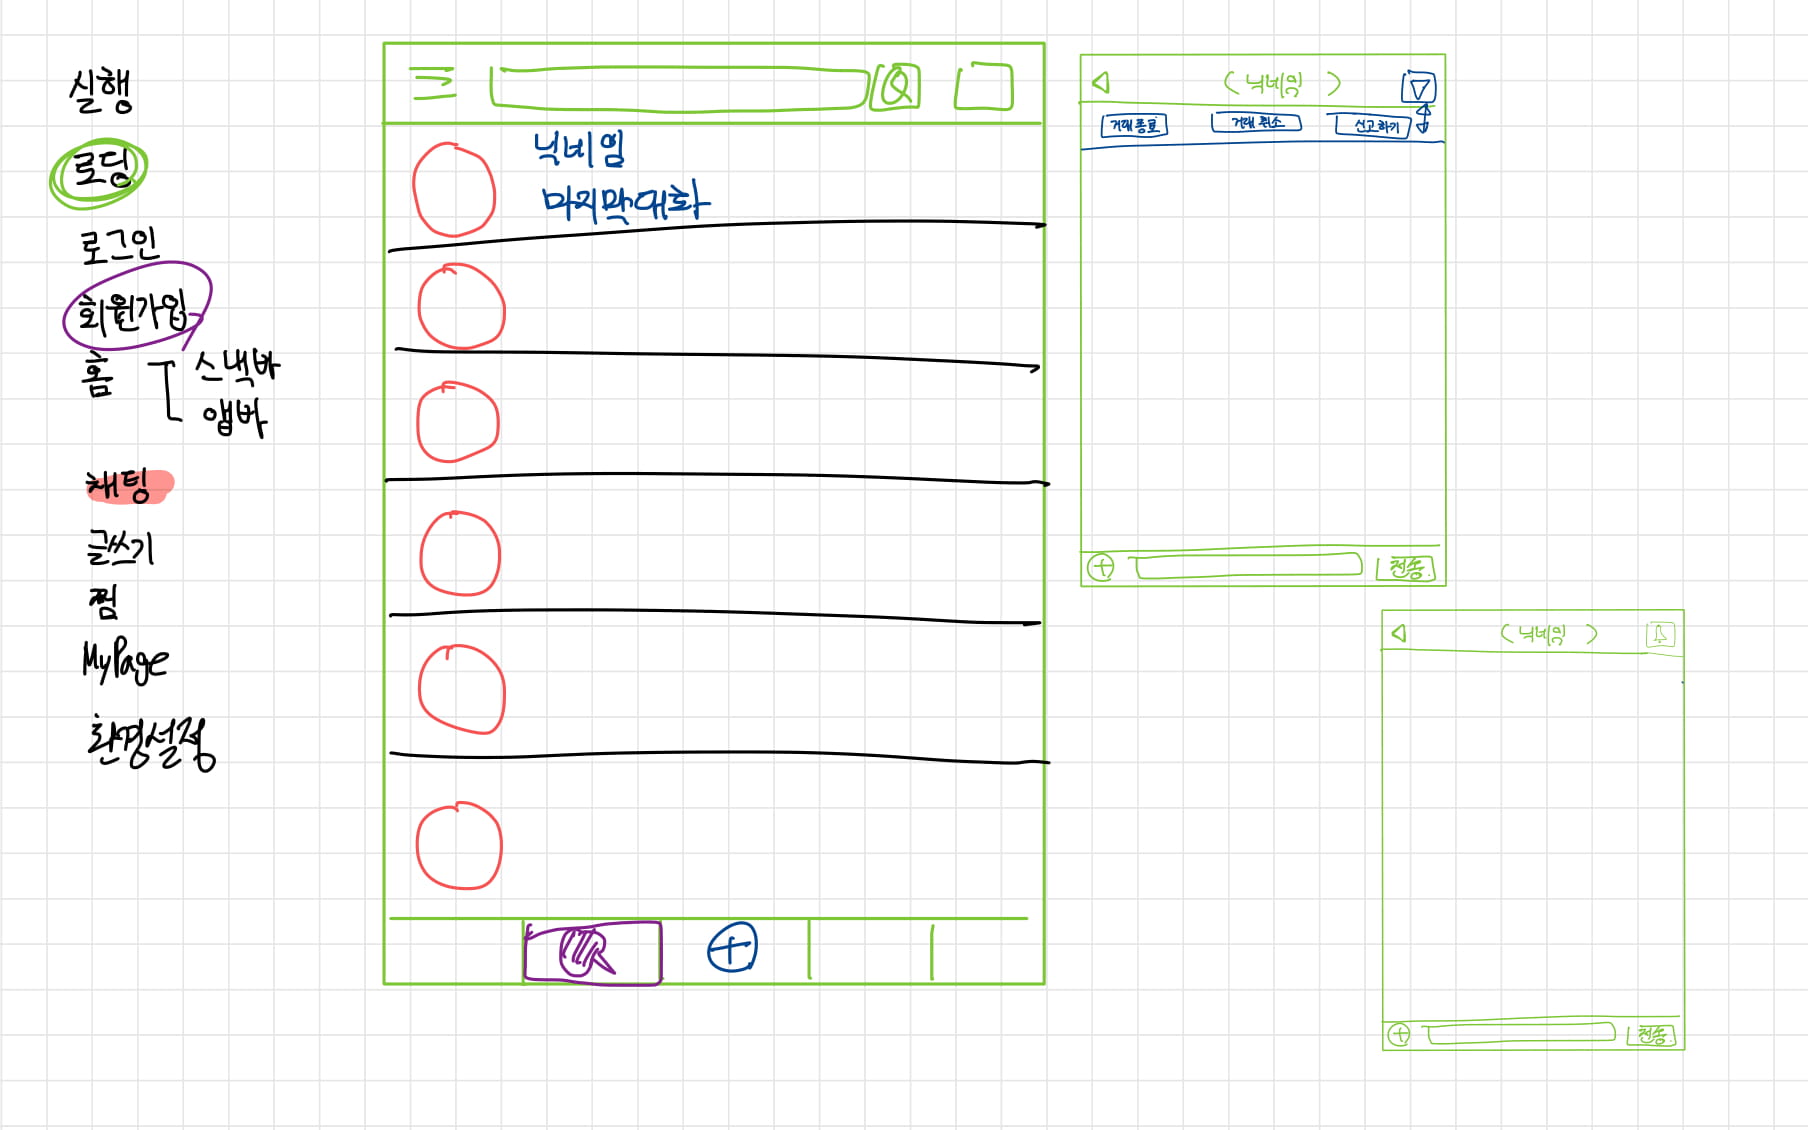 실행
로딩
로그인
회원가입
홈
스낵바
앱바
채팅
글쓰기
찜
MyPage
환경설정
닉네임
마지막대화
(닉네임)
거래종료
거래취소
신고하기
전송
(닉네임)
전송